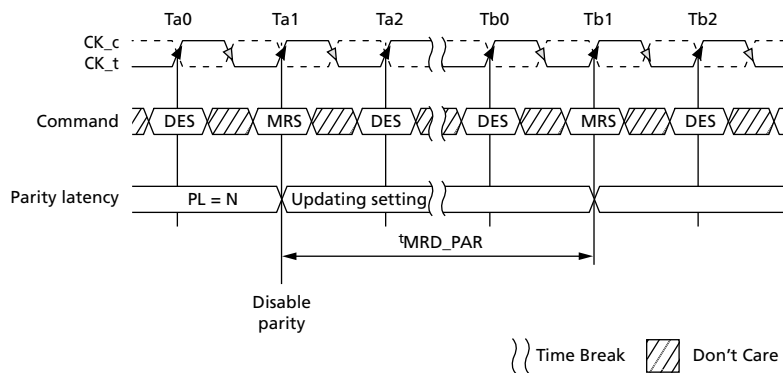 Ta0 Ta1 Ta2 Tb0 Tb1 Tb2
CK_c
CK_t
Command DES MRS DES DES MRS DES
Parity latency PL = N Updating setting
tMRD_PAR
Disable
parity
Time Break Don't Care